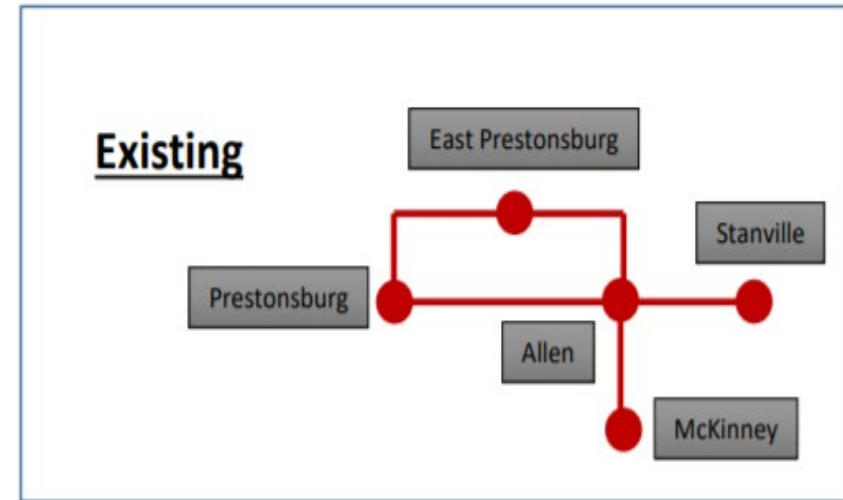 Existing
East Prestonsburg
Stanville
Prestonsburg
Allen
McKinney